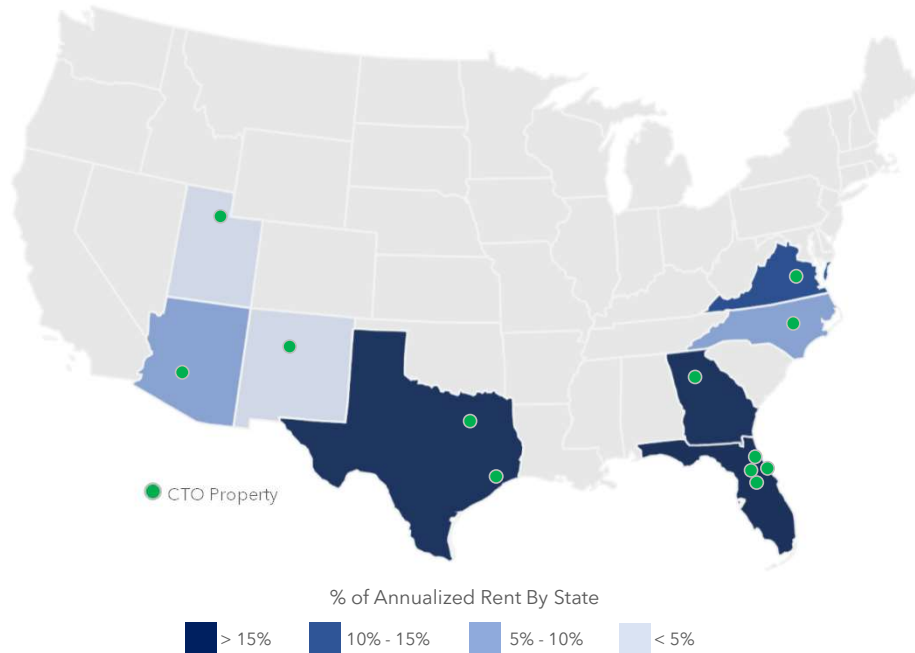 CTO Property
% of Annualized Rent By State
> 15% 10% - 15% 5% - 10% < 5%